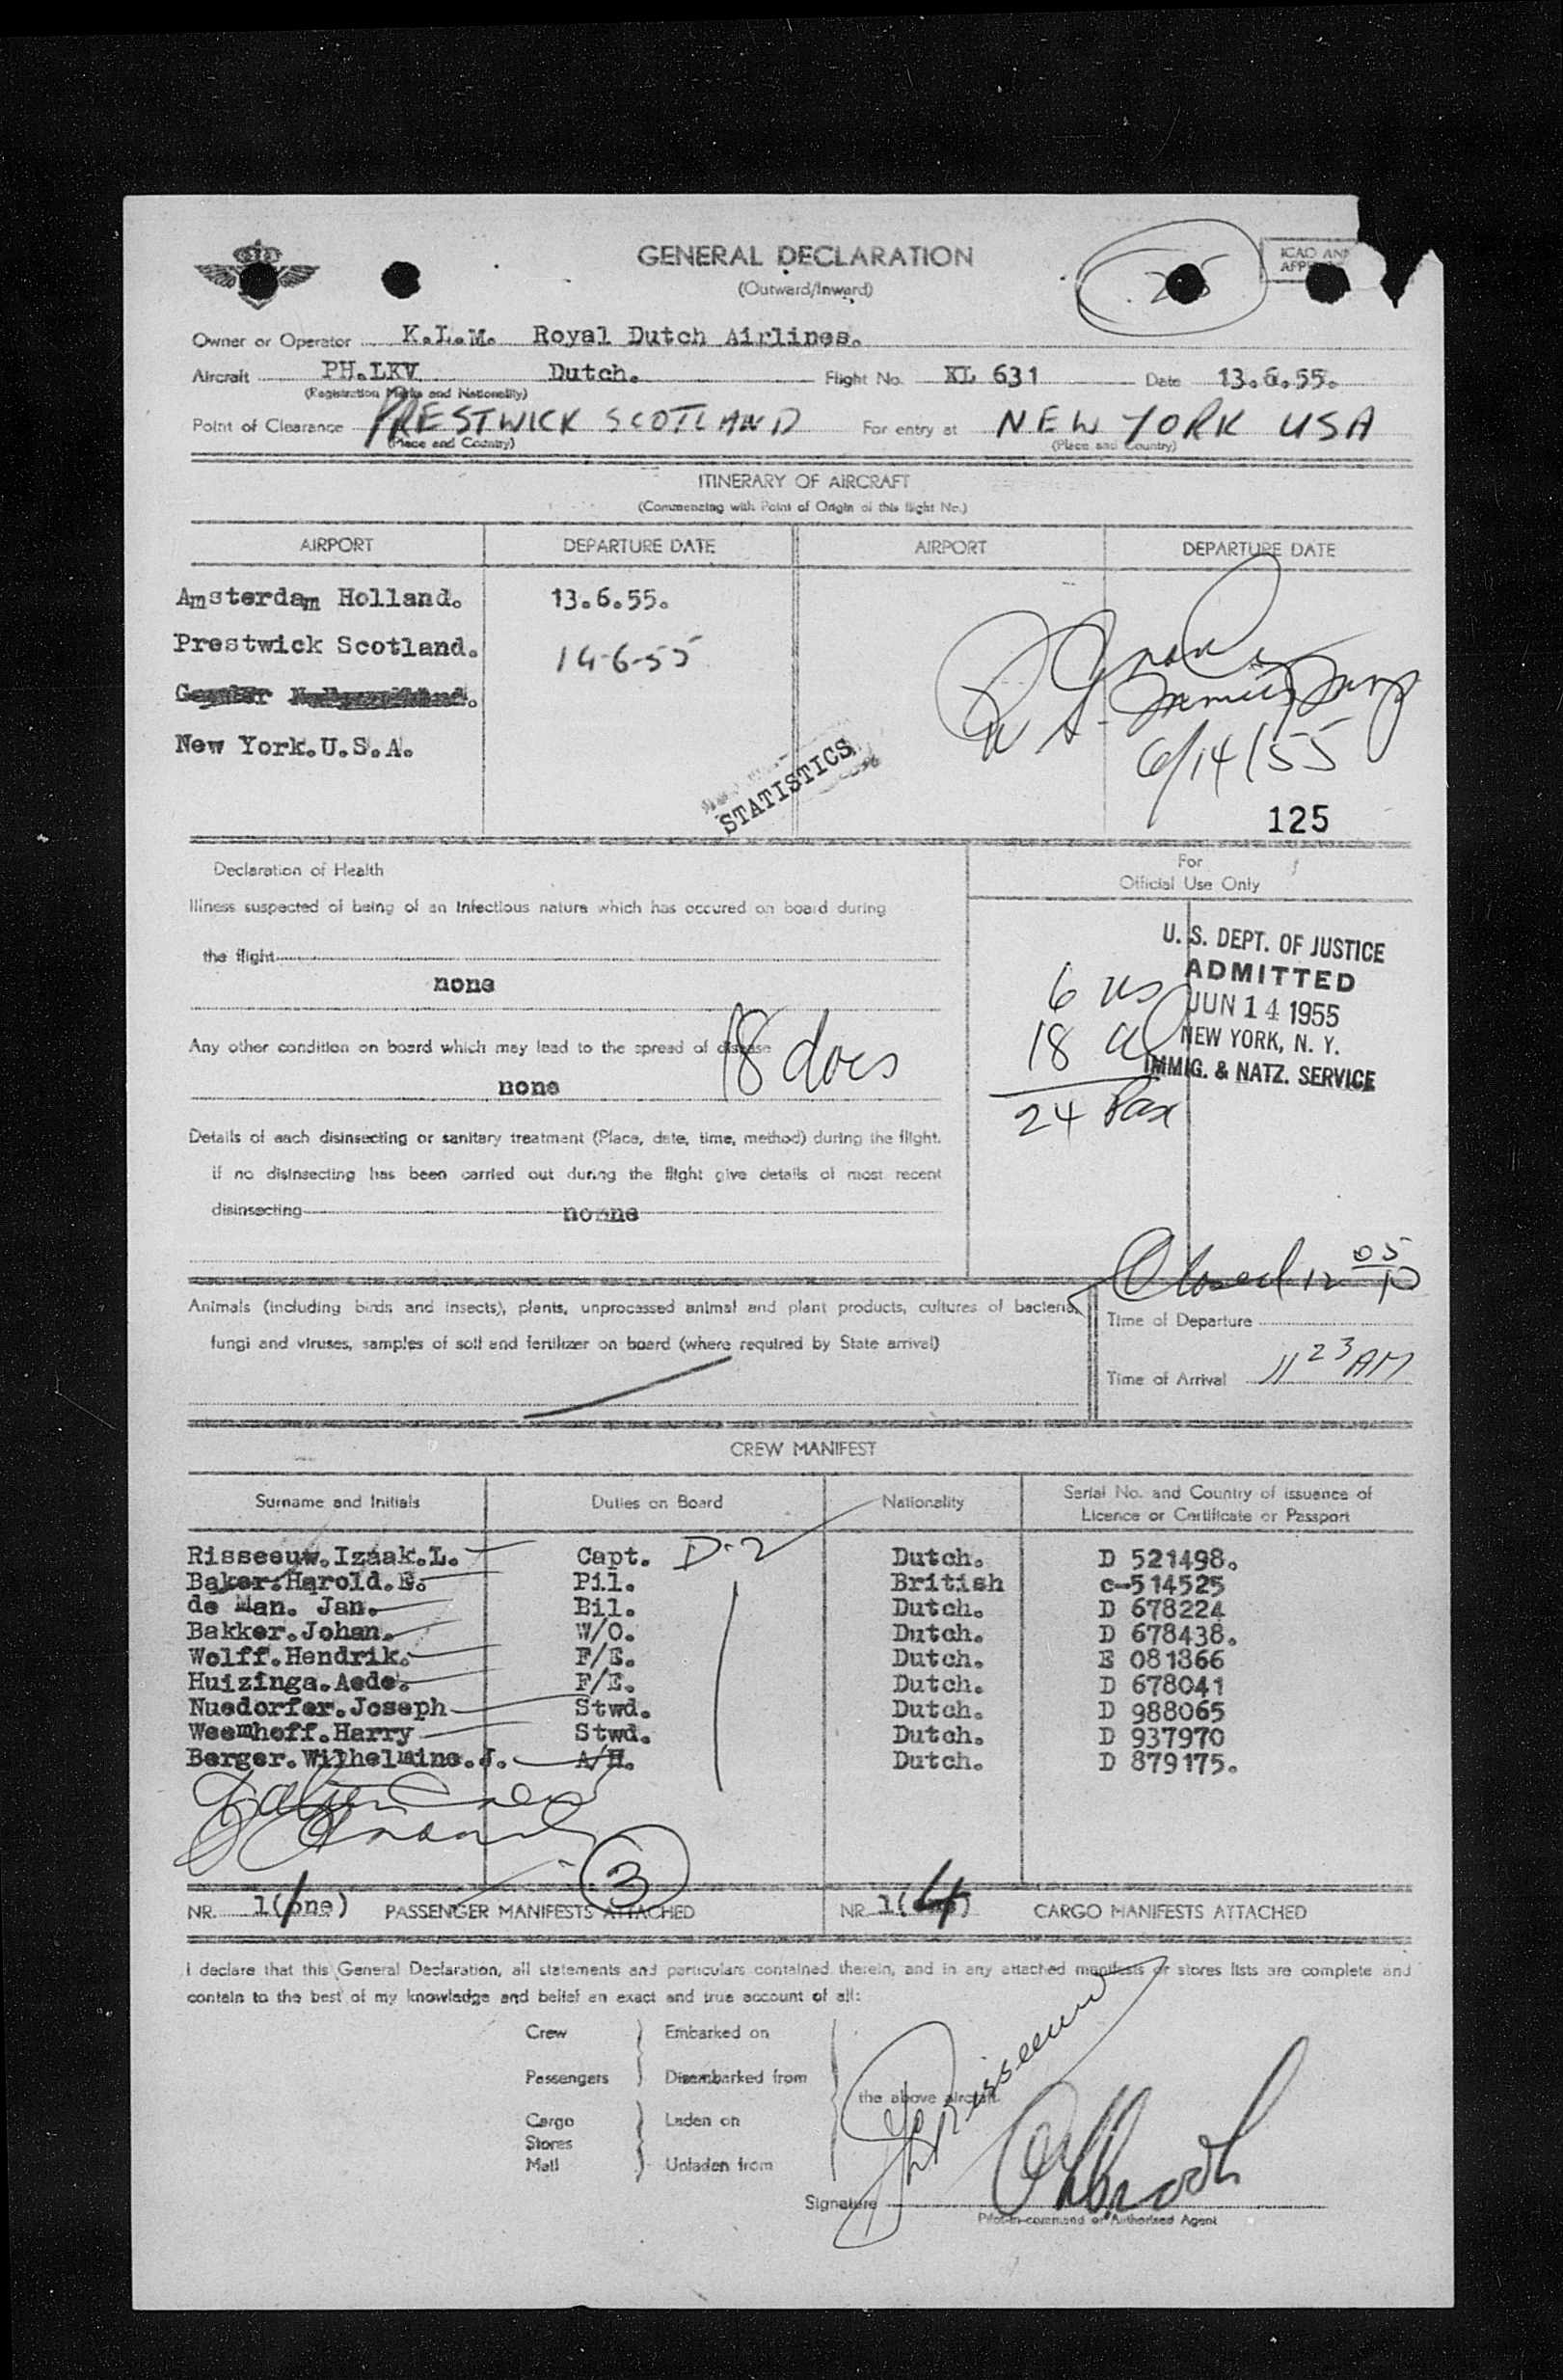 GENERAL DECLARATION
(Outward/Inward)
ICAO AN
APP
Owner or Operator K.L.M. Royal Dutch Airlines.
Aircraft PH.LKV Dutch. Flight No. KL 631 Date 13.6.55.
(Registration Marks and Nationality)
Point of Clearance PRESTWICK SCOTLAND For entry at NEW YORK USA
(Place and Country) (Place and Country)
ITINERARY OF AIRCRAFT
(Commencing with Point of Origin of this flight No.)
AIRPORT DEPARTURE DATE AIRPORT DEPARTURE DATE
Amsterdam Holland. 13.6.55.
Prestwick Scotland. 14-6-55
New York.U.S.A.
6/14/55
STATISTICS
125
Declaration of Health
Illness suspected of being of an infectious nature which has occured on board during
the flight
none
Any other condition on board which may lead to the spread of disease
18 docs
none
Details of each disinsecting or sanitary treatment (Place, date, time, method) during the flight.
if no disinsecting has been carried out during the flight give details of most recent
disinsecting nonne
For
Official Use Only
U. S. DEPT. OF JUSTICE
ADMITTED
JUN 14 1955
NEW YORK, N. Y.
IMMIG. & NATZ. SERVICE
6 us
18 a
24 Pax
Closed 12 05
Animals (including birds and insects), plants, unprocessed animal and plant products, cultures of bacteria,
fungi and viruses, samples of soil and fertilizer on board (where required by State arrival)
Time of Departure
Time of Arrival 11 23 AM
CREW MANIFEST
Surname and Initials Duties on Board Nationality Serial No. and Country of issuance of
Licence or Certificate or Passport
Risseeuw.Izaak.L. Capt. D-2 Dutch. D 521498.
Baker.Harold.E. Pil. British c-514525
de Man. Jan. Bil. Dutch. D 678224
Bakker.Johan. W/O. Dutch. D 678438.
Wolff.Hendrik. F/E. Dutch. E 081866
Huizinga.Aede. F/E. Dutch. D 678041
Nuedorfer.Joseph Stwd. Dutch. D 988065
Weemhoff.Harry Stwd. Dutch. D 937970
Berger.Wilhelmine.J. A/H. Dutch. D 879175.
3
NR. 1(one) PASSENGER MANIFESTS ATTACHED NR 1( 4 ) CARGO MANIFESTS ATTACHED
I declare that this General Declaration, all statements and particulars contained therein, and in any attached manifests or stores lists are complete and
contain to the best of my knowledge and belief an exact and true account of all:
Crew Embarked on
Passengers Disembarked from
the above aircraft.
Cargo Laden on
Stores
Mail Unladen from
Risseeuw
Signature
Pilot-in-command or Authorised Agent